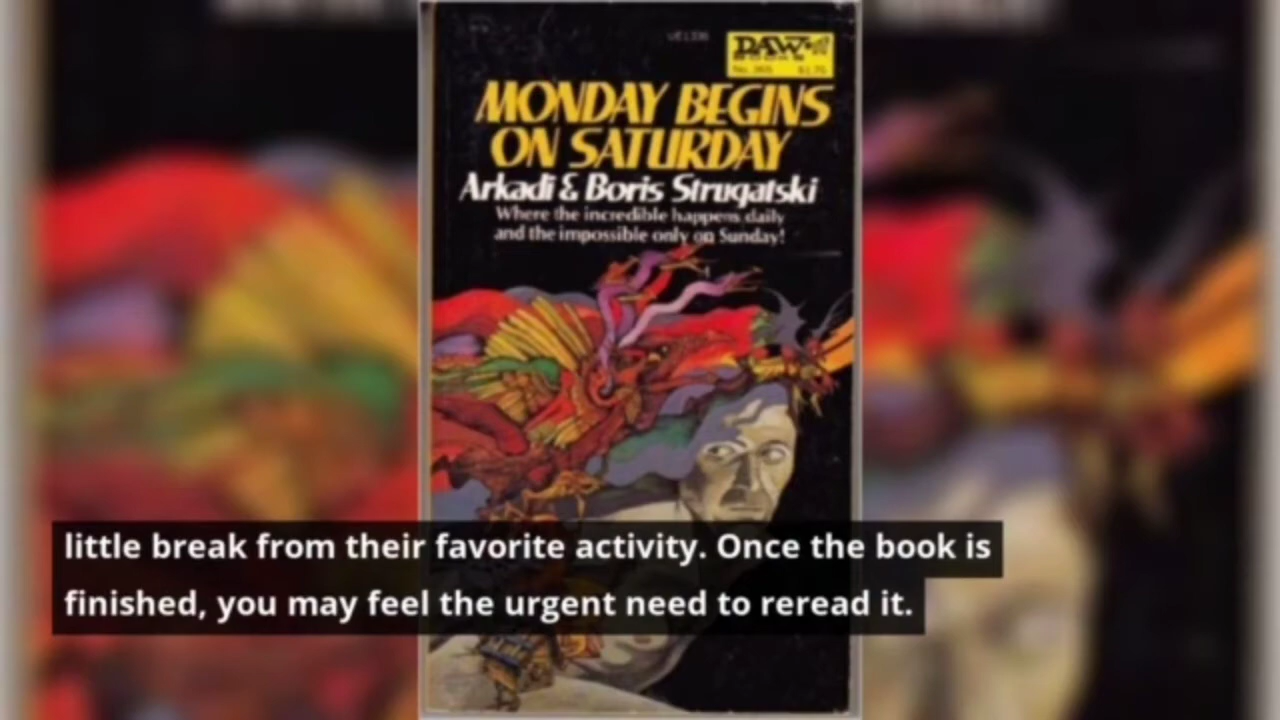 DAW
MONDAY BEGINS
ON SATURDAY
Arkadi & Boris Strugatski
Where the incredible happens daily
and the impossible only on Sunday!
little break from their favorite activity. Once the book is
finished, you may feel the urgent need to reread it.